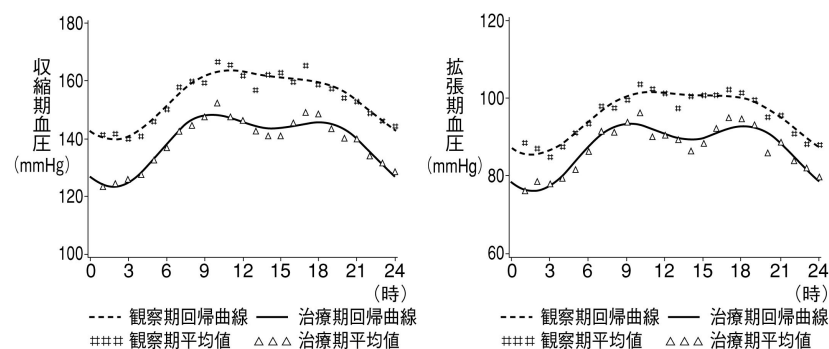 180
160
140
120
100
収縮期血圧
(mmHg)
0 3 6 9 12 15 18 21 24
(時)
観察期回帰曲線 治療期回帰曲線
観察期平均値 治療期平均値
120
100
80
60
拡張期血圧
(mmHg)
0 3 6 9 12 15 18 21 24
(時)
観察期回帰曲線 治療期回帰曲線
観察期平均値 治療期平均値